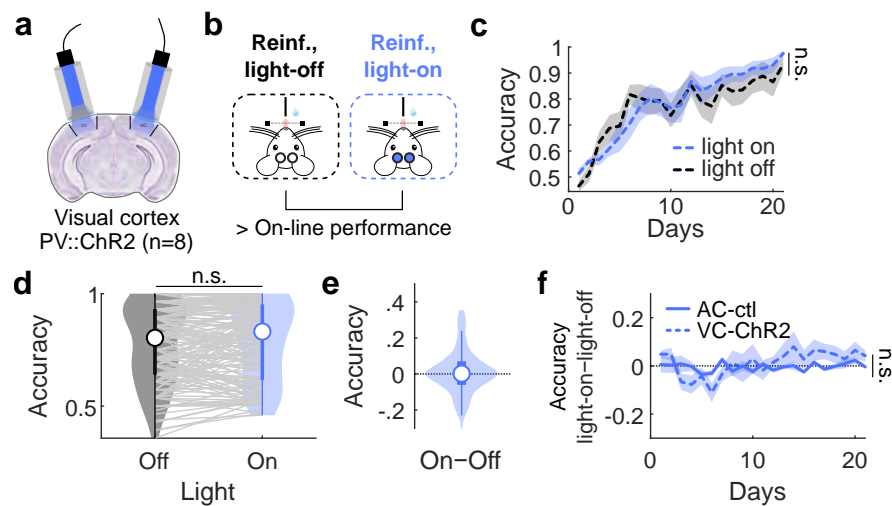 a
VC
VC
Visual cortex
PV::ChR2 (n=8)
b
Reinf.,
light-off
Reinf.,
light-on
> On-line performance
c
Accuracy
1
0.9
0.8
0.7
0.6
0.5
light on
light off
n.s.
0
10
20
Days
d
n.s.
Accuracy
1
0.5
Off
On
Light
e
Accuracy
.4
.2
0
-.2
On−Off
f
Accuracy
light-on−light-off
0.2
0
-0.2
AC-ctl
VC-ChR2
n.s.
0
10
20
Days